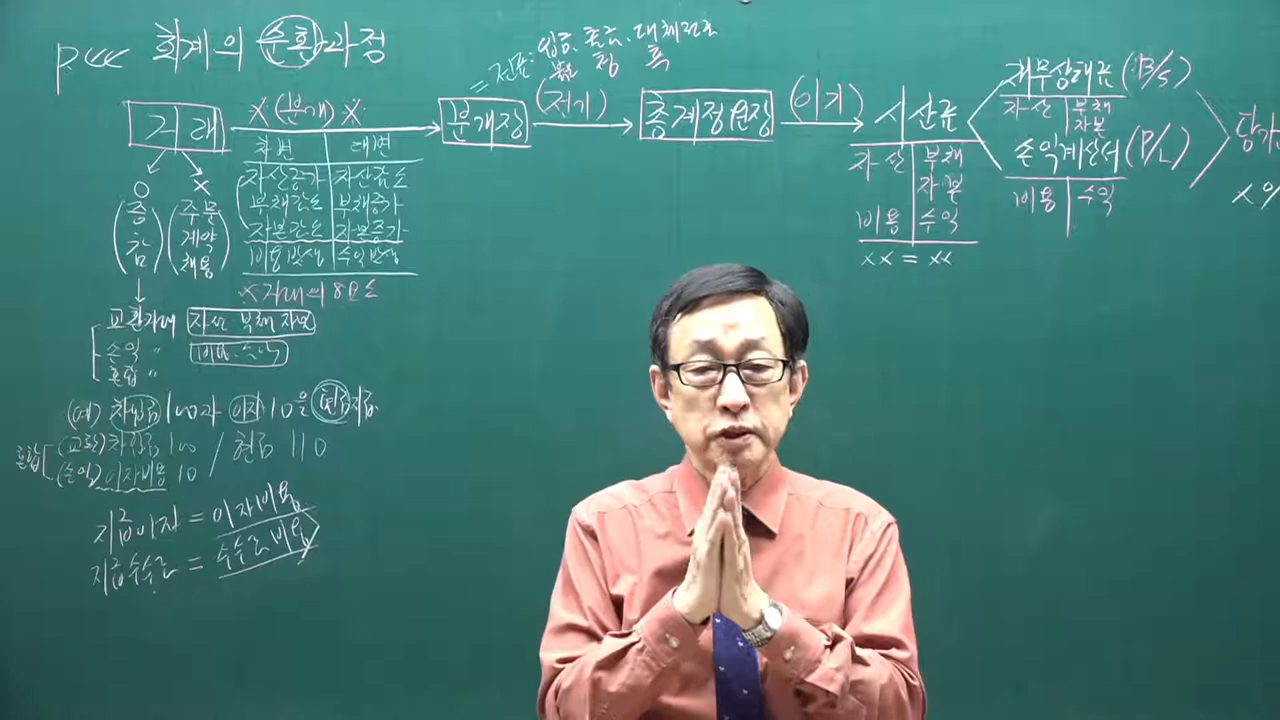 P.<<< 회계의 순환과정
= 전표: 입금, 출금, 대체전표
거래 ×(분개)× 분개장 (전기) 총계정원장 (이기) 시산표
재무상태표 (B/S)
자산 부채
자본
손익계산서 (P/L)
비용 수익
당기
차변 대변
자산증가 자산감소
부채감소 부채증가
자본감소 자본증가
비용발생 수익발생
× 거래의 8요소
자산 부채
자본
비용 수익
×× = ××
○ ×
(증 감) (주문 계약 채용)
교환거래 자산 부채 자본
손익 〃 비용. 수익
혼합 〃
(예) 차입금 100과 이자 10을 현금지급.
혼합 (교환) 차입금 100 / 현금 110
(손익) 이자비용 10
지급이자 = 이자비용
지급수수료 = 수수료비용